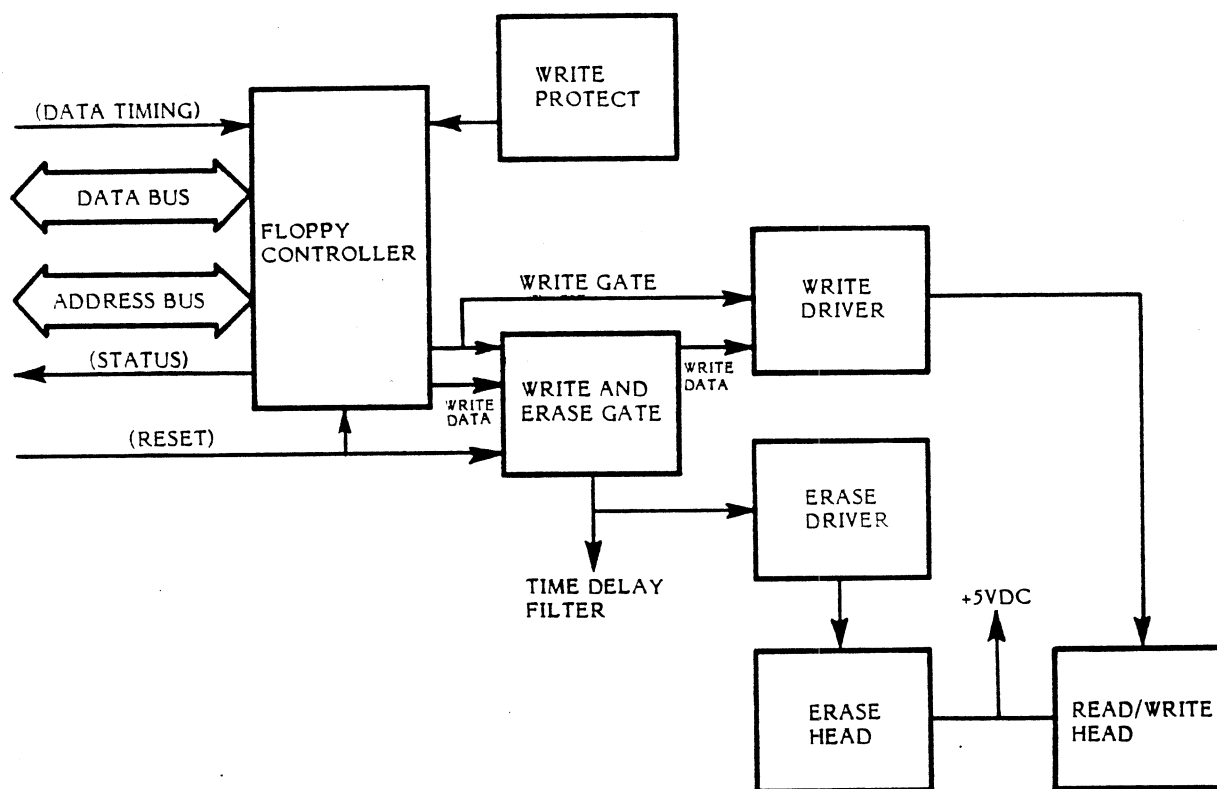 WRITE
PROTECT
(DATA TIMING)
DATA BUS
FLOPPY
CONTROLLER
ADDRESS BUS
WRITE GATE
WRITE
DRIVER
(STATUS)
WRITE
DATA
WRITE AND
ERASE GATE
WRITE
DATA
(RESET)
ERASE
DRIVER
TIME DELAY
FILTER
+5VDC
ERASE
HEAD
READ/WRITE
HEAD